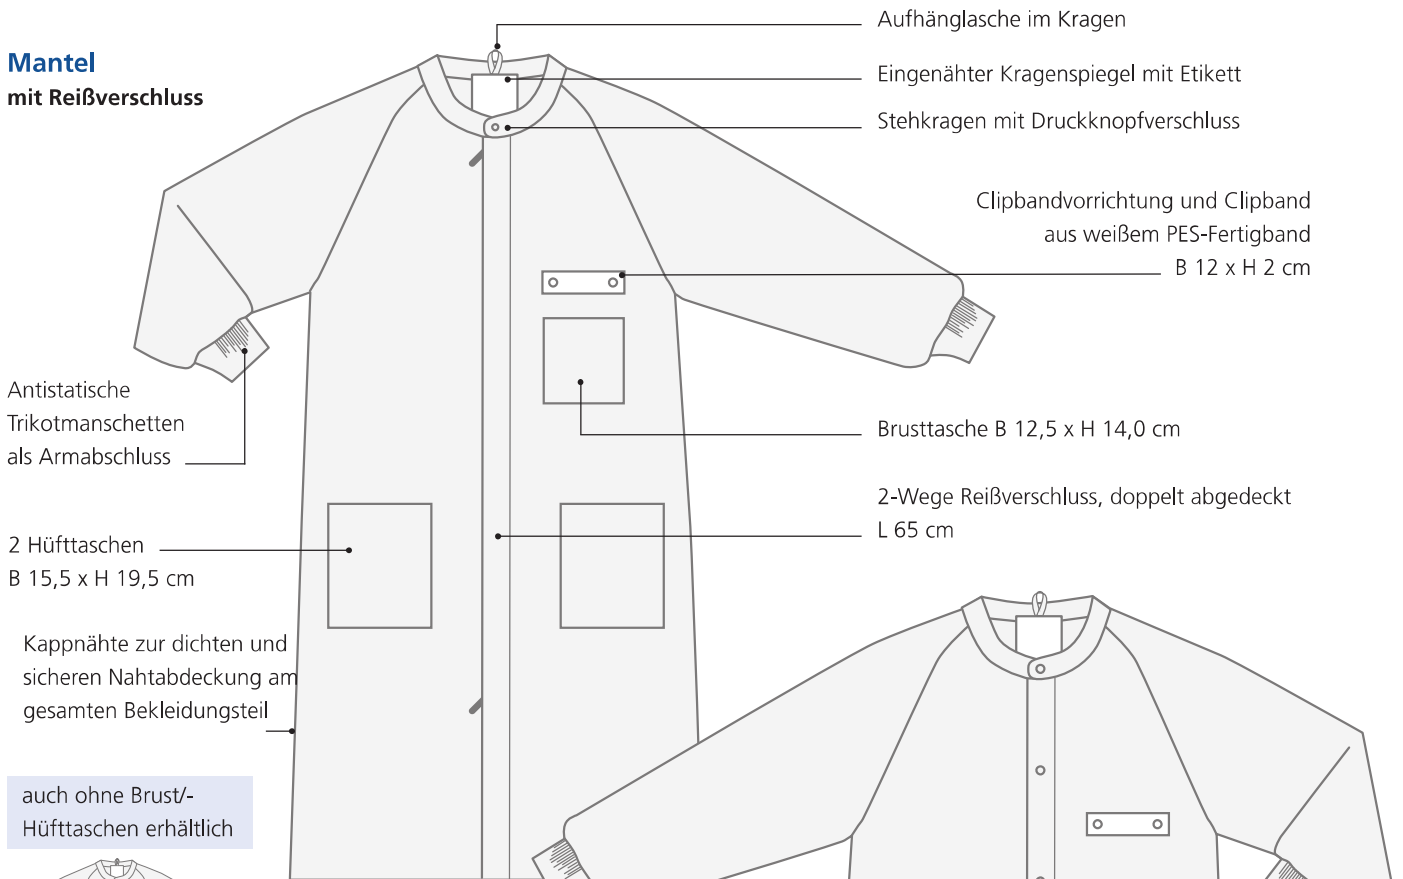 Mantel
mit Reißverschluss
Aufhänglasche im Kragen
Eingenähter Kragenspiegel mit Etikett
Stehkragen mit Druckknopfverschluss
Clipbandvorrichtung und Clipband
aus weißem PES-Fertigband
B 12 x H 2 cm
Antistatische
Trikotmanschetten
als Armabschluss
Brusttasche B 12,5 x H 14,0 cm
2-Wege Reißverschluss, doppelt abgedeckt
L 65 cm
2 Hüfttaschen
B 15,5 x H 19,5 cm
Kappnähte zur dichten und
sicheren Nahtabdeckung am
gesamten Bekleidungsteil
auch ohne Brust/-
Hüfttaschen erhältlich